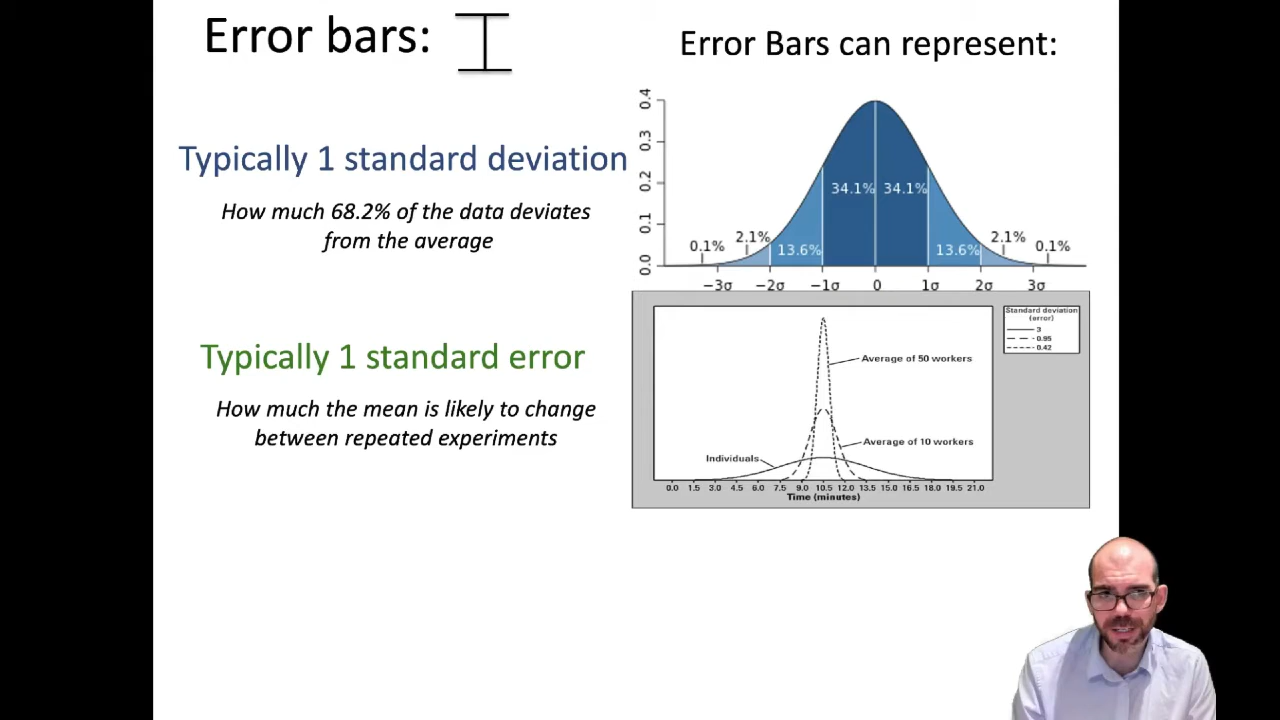 Error bars:
Error Bars can represent:
Typically 1 standard deviation
How much 68.2% of the data deviates
from the average
0.4
0.3
0.2
0.1
0.0
34.1% 34.1%
0.1% 2.1% 13.6% 13.6% 2.1% 0.1%
−3σ −2σ −1σ 0 1σ 2σ 3σ
Typically 1 standard error
How much the mean is likely to change
between repeated experiments
Standard deviation
(error)
3
0.95
0.42
Average of 50 workers
Average of 10 workers
Individuals
0.0 1.5 3.0 4.5 6.0 7.5 9.0 10.5 12.0 13.5 15.0 16.5 18.0 19.5 21.0
Time (minutes)